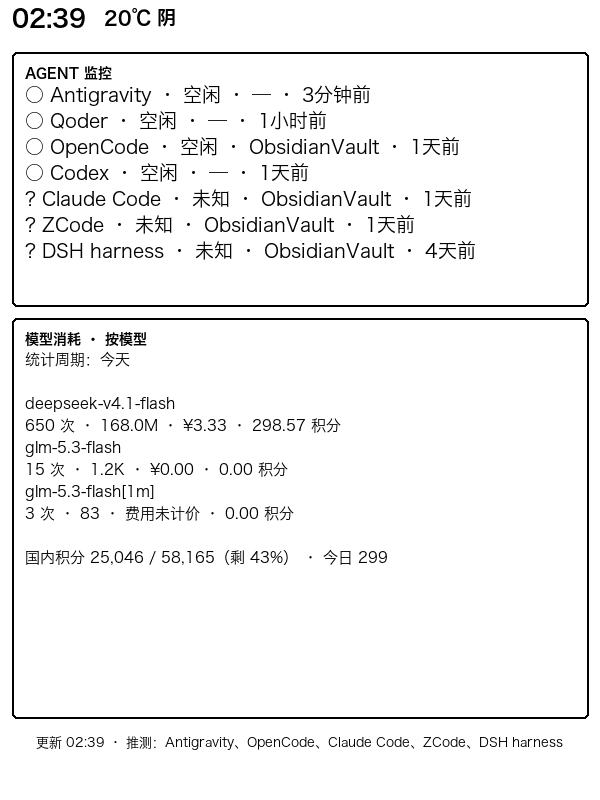 02:39 20℃ 阴
AGENT 监控
○ Antigravity · 空闲 · — · 3分钟前
○ Qoder · 空闲 · — · 1小时前
○ OpenCode · 空闲 · ObsidianVault · 1天前
○ Codex · 空闲 · — · 1天前
? Claude Code · 未知 · ObsidianVault · 1天前
? ZCode · 未知 · ObsidianVault · 1天前
? DSH harness · 未知 · ObsidianVault · 4天前
模型消耗 · 按模型
统计周期：今天
deepseek-v4.1-flash
650 次 · 168.0M · ¥3.33 · 298.57 积分
glm-5.3-flash
15 次 · 1.2K · ¥0.00 · 0.00 积分
glm-5.3-flash[1m]
3 次 · 83 · 费用未计价 · 0.00 积分
国内积分 25,046 / 58,165（剩 43%） · 今日 299
更新 02:39 · 推测：Antigravity、OpenCode、Claude Code、ZCode、DSH harness